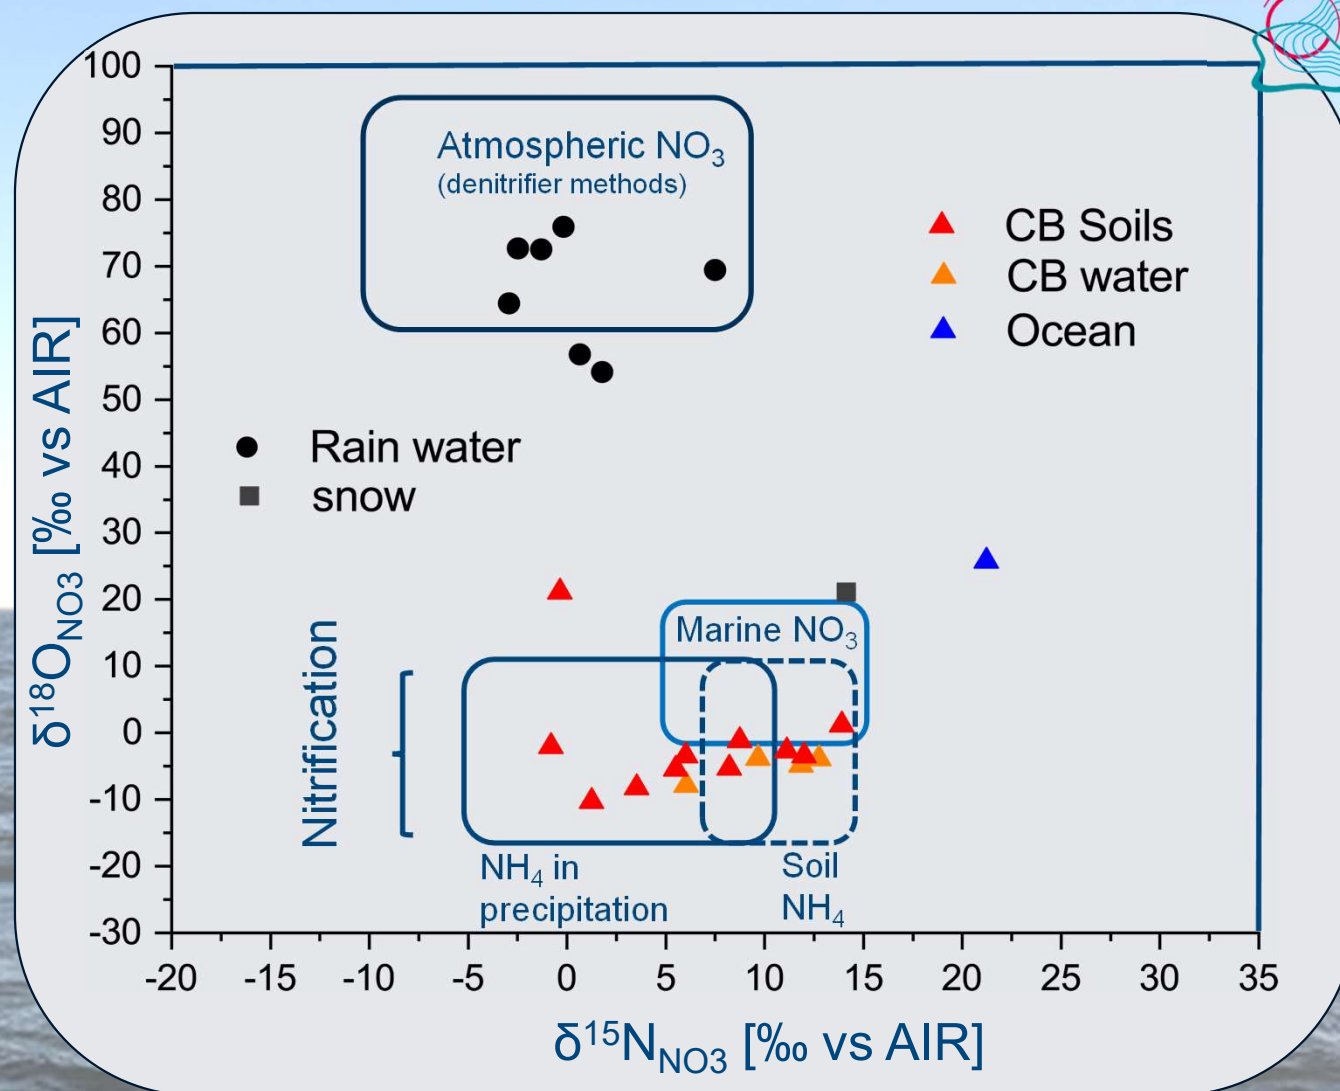 100
90
80
70
60
50
40
30
20
10
0
-10
-20
-30
δ¹⁸O_NO3 [‰ vs AIR]
Atmospheric NO₃
(denitrifier methods)
CB Soils
CB water
Ocean
Rain water
snow
Marine NO₃
Nitrification
NH₄ in
precipitation
Soil
NH₄
-20 -15 -10 -5 0 5 10 15 20 25 30 35
δ¹⁵N_NO3 [‰ vs AIR]